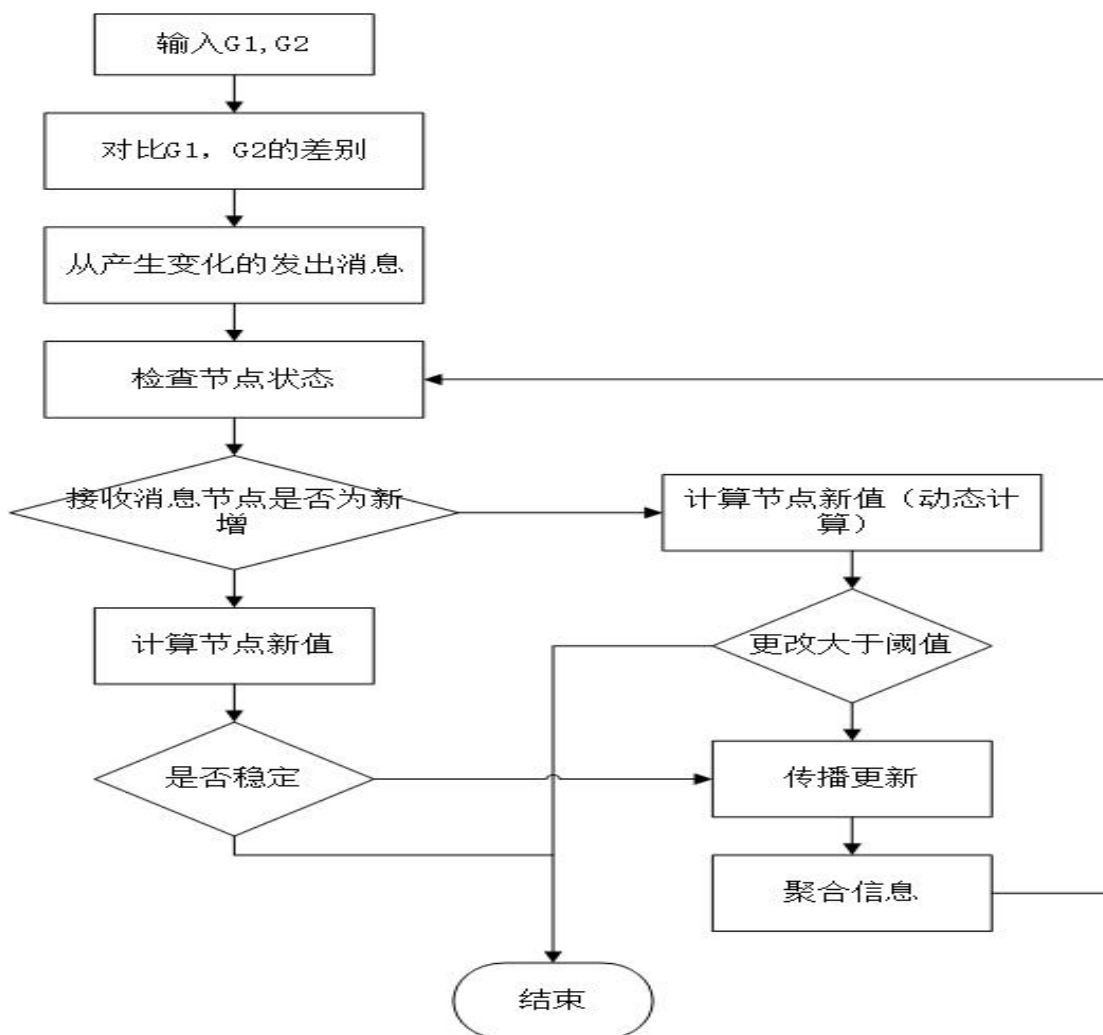 输入G1,G2
对比G1, G2的差别
从产生变化的发出消息
检查节点状态
接收消息节点是否为新
增
计算节点新值（动态计
算）
计算节点新值
更改大于阈值
是否稳定
传播更新
聚合信息
结束